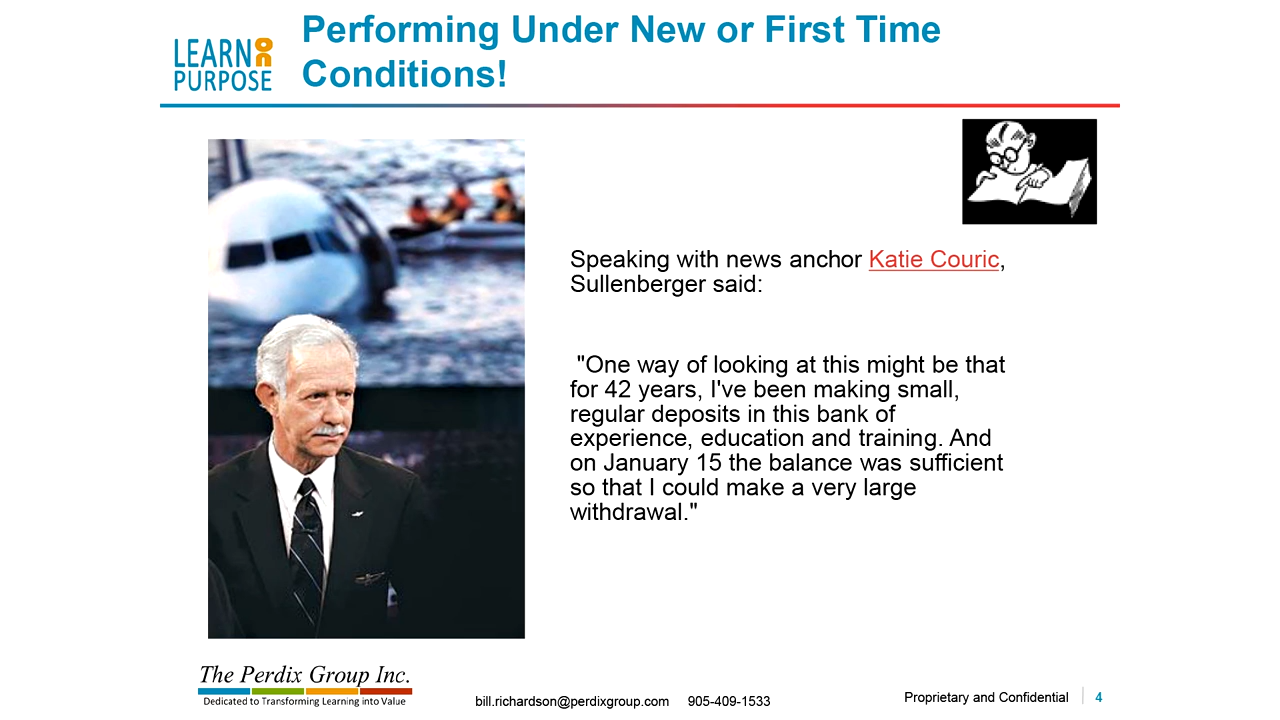 Performing Under New or First Time
Conditions!
LEARN ON
PURPOSE
Speaking with news anchor Katie Couric,
Sullenberger said:
"One way of looking at this might be that
for 42 years, I've been making small,
regular deposits in this bank of
experience, education and training. And
on January 15 the balance was sufficient
so that I could make a very large
withdrawal."
The Perdix Group Inc.
Dedicated to Transforming Learning into Value
bill.richardson@perdixgroup.com 905-409-1533
Proprietary and Confidential 4